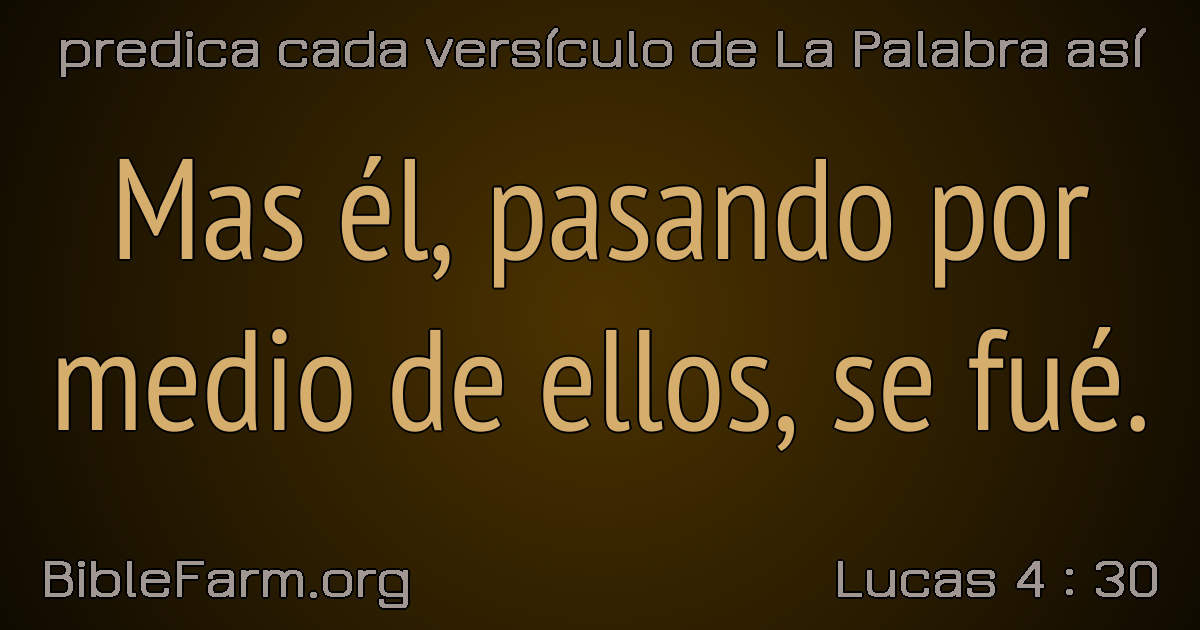 predica cada versículo de La Palabra así
Mas él, pasando por
medio de ellos, se fué.
BibleFarm.org
Lucas 4 : 30